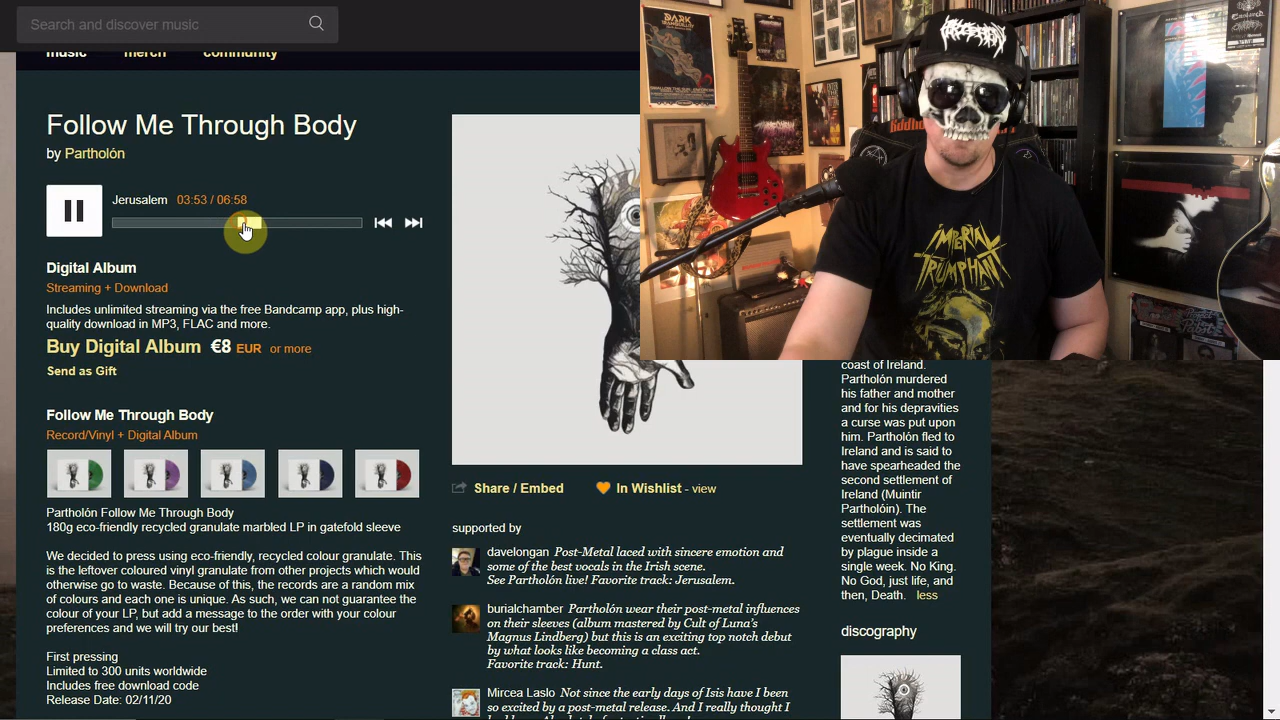 Search and discover music
music
merch
community
Follow Me Through Body
by Partholón
Jerusalem 03:53 / 06:58
Digital Album
Streaming + Download
Includes unlimited streaming via the free Bandcamp app, plus high-
quality download in MP3, FLAC and more.
Buy Digital Album €8 EUR or more
Send as Gift
Follow Me Through Body
Record/Vinyl + Digital Album
Partholón Follow Me Through Body
180g eco-friendly recycled granulate marbled LP in gatefold sleeve
We decided to press using eco-friendly, recycled colour granulate. This
is the leftover coloured vinyl granulate from other projects which would
otherwise go to waste. Because of this, the records are a random mix
of colours and each one is unique. As such, we can not guarantee the
colour of your LP, but add a message to the order with your colour
preferences and we will try our best!
First pressing
Limited to 300 units worldwide
Includes free download code
Release Date: 02/11/20
Share / Embed
In Wishlist - view
supported by
davelongan Post-Metal laced with sincere emotion and
some of the best vocals in the Irish scene.
See Partholón live! Favorite track: Jerusalem.
burialchamber Partholón wear their post-metal influences
on their sleeves (album mastered by Cult of Luna's
Magnus Lindberg) but this is an exciting top notch debut
by what looks like becoming a class act.
Favorite track: Hunt.
Mircea Laslo Not since the early days of Isis have I been
so excited by a post-metal release. And I really thought I
coast of Ireland.
Partholón murdered
his father and mother
and for his depravities
a curse was put upon
him. Partholón fled to
Ireland and is said to
have spearheaded the
second settlement of
Ireland (Muintir
Partholóin). The
settlement was
eventually decimated
by plague inside a
single week. No King.
No God, just life, and
then, Death. less
discography
DARK
TRANQUILLITY
IMPERIAL
TRIUMPHANT